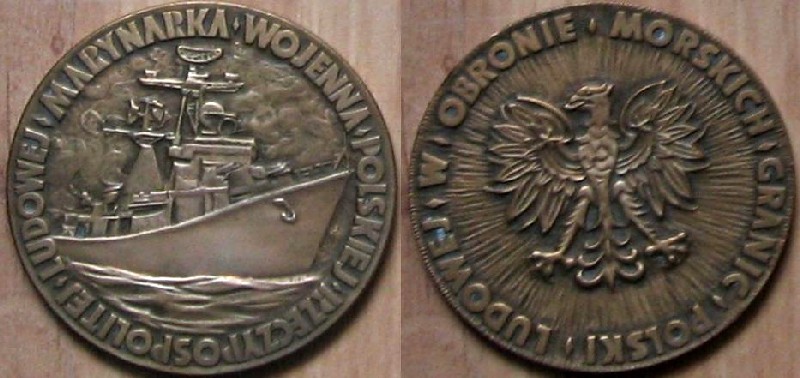 MARYNARKA · WOJENNA · POLSKIEJ · RZECZYPOSPOLITEJ · LUDOWEJ ·
W · OBRONIE · MORSKICH · GRANIC · POLSKI · LUDOWEJ ·